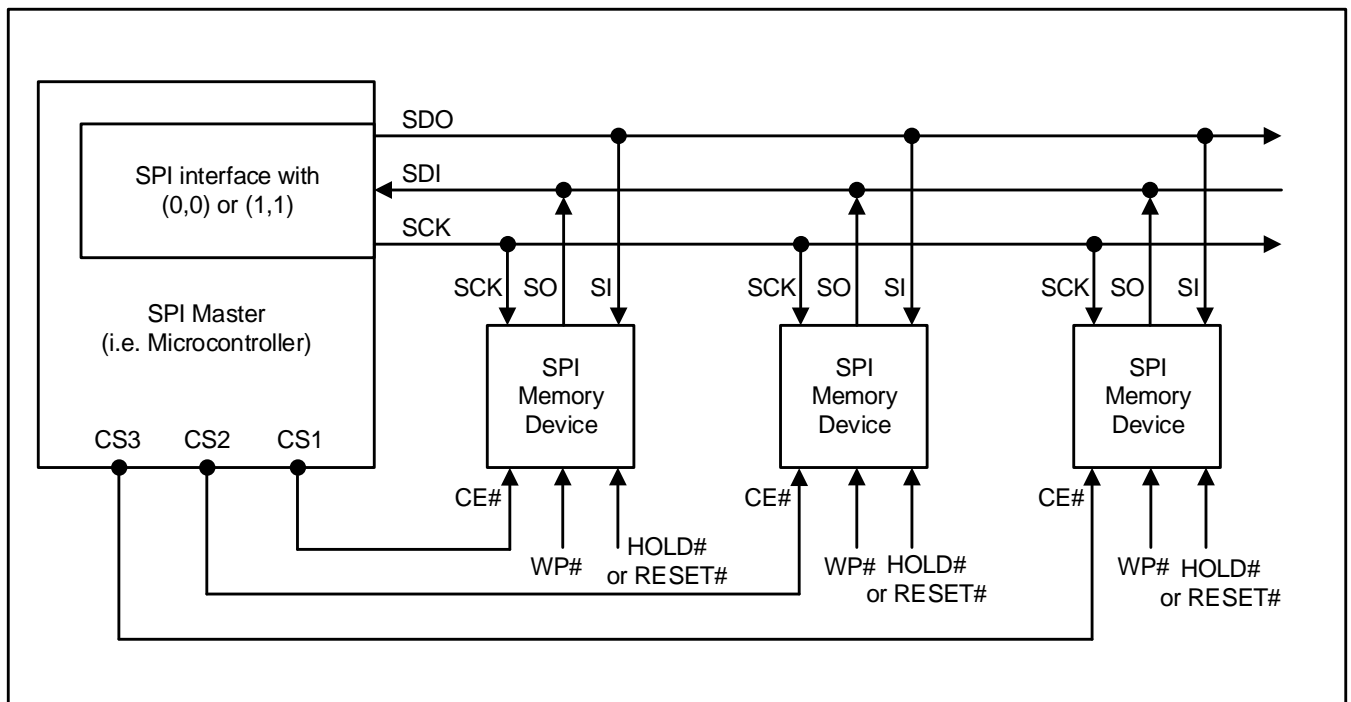 SDO
SPI interface with
(0,0) or (1,1)
SDI
SCK
SPI Master
(i.e. Microcontroller)
SCK SO SI
SCK SO SI
SCK SO SI
SPI
Memory
Device
SPI
Memory
Device
SPI
Memory
Device
CS3 CS2 CS1
CE#
WP#
HOLD#
or RESET#
CE#
WP#
HOLD#
or RESET#
CE#
WP#
HOLD#
or RESET#